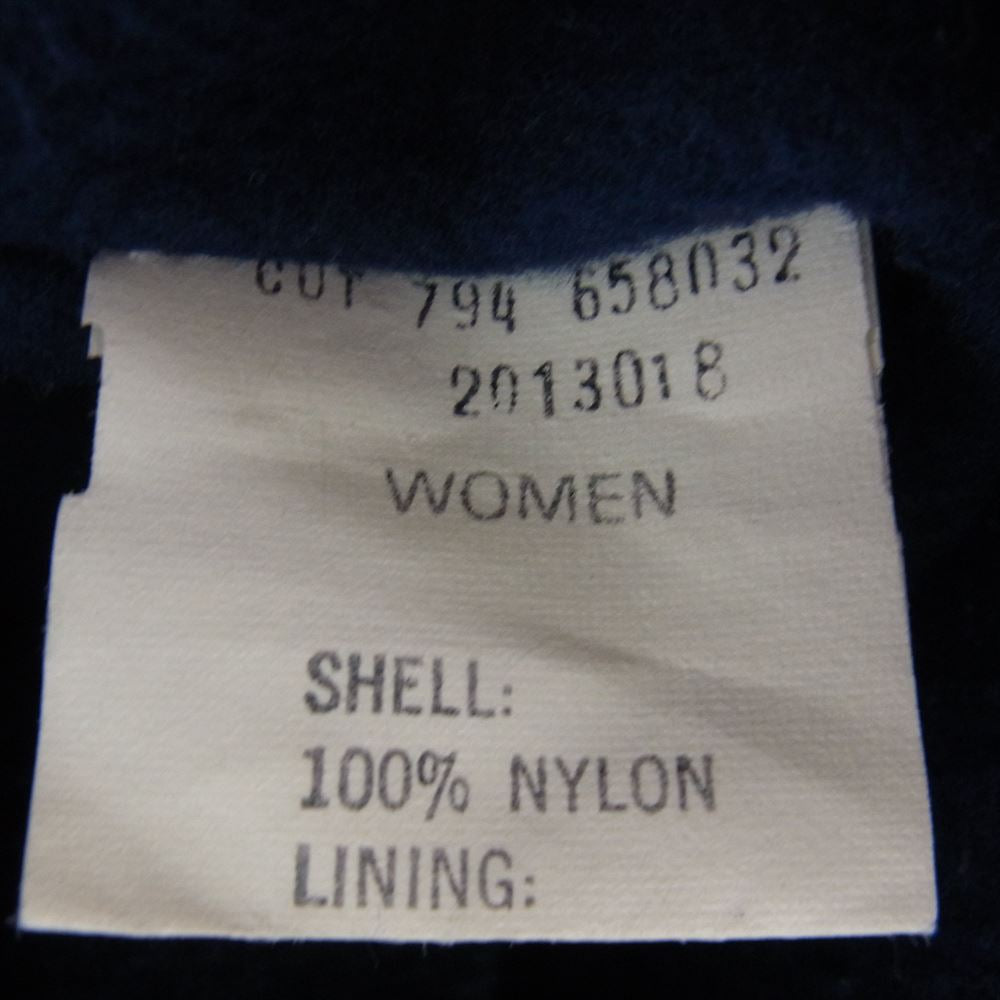 CUT 794 658032
2013018
WOMEN
SHELL:
100% NYLON
LINING: